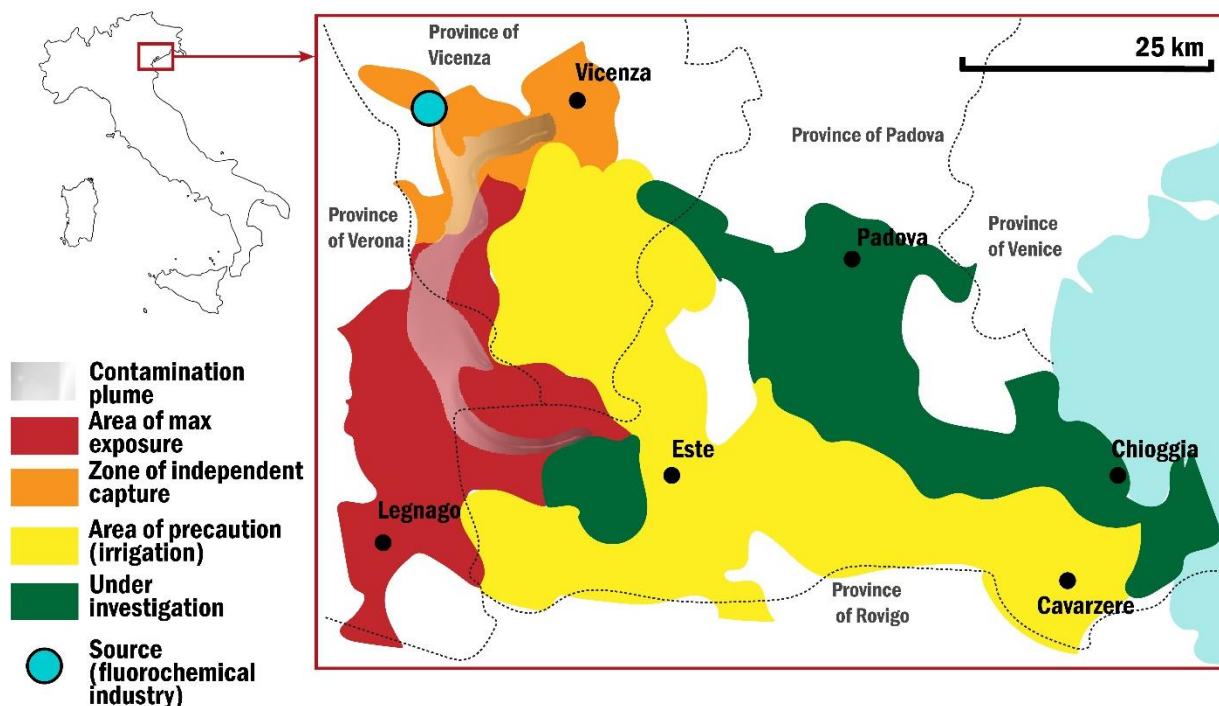 Province of
Vicenza
25 km
Vicenza
Province of Padova
Province
of Verona
Padova
Province
of Venice
Este
Chioggia
Legnago
Cavarzere
Province
of Rovigo
Contamination
plume
Area of max
exposure
Zone of independent
capture
Area of precaution
(irrigation)
Under
investigation
Source
(fluorochemical
industry)